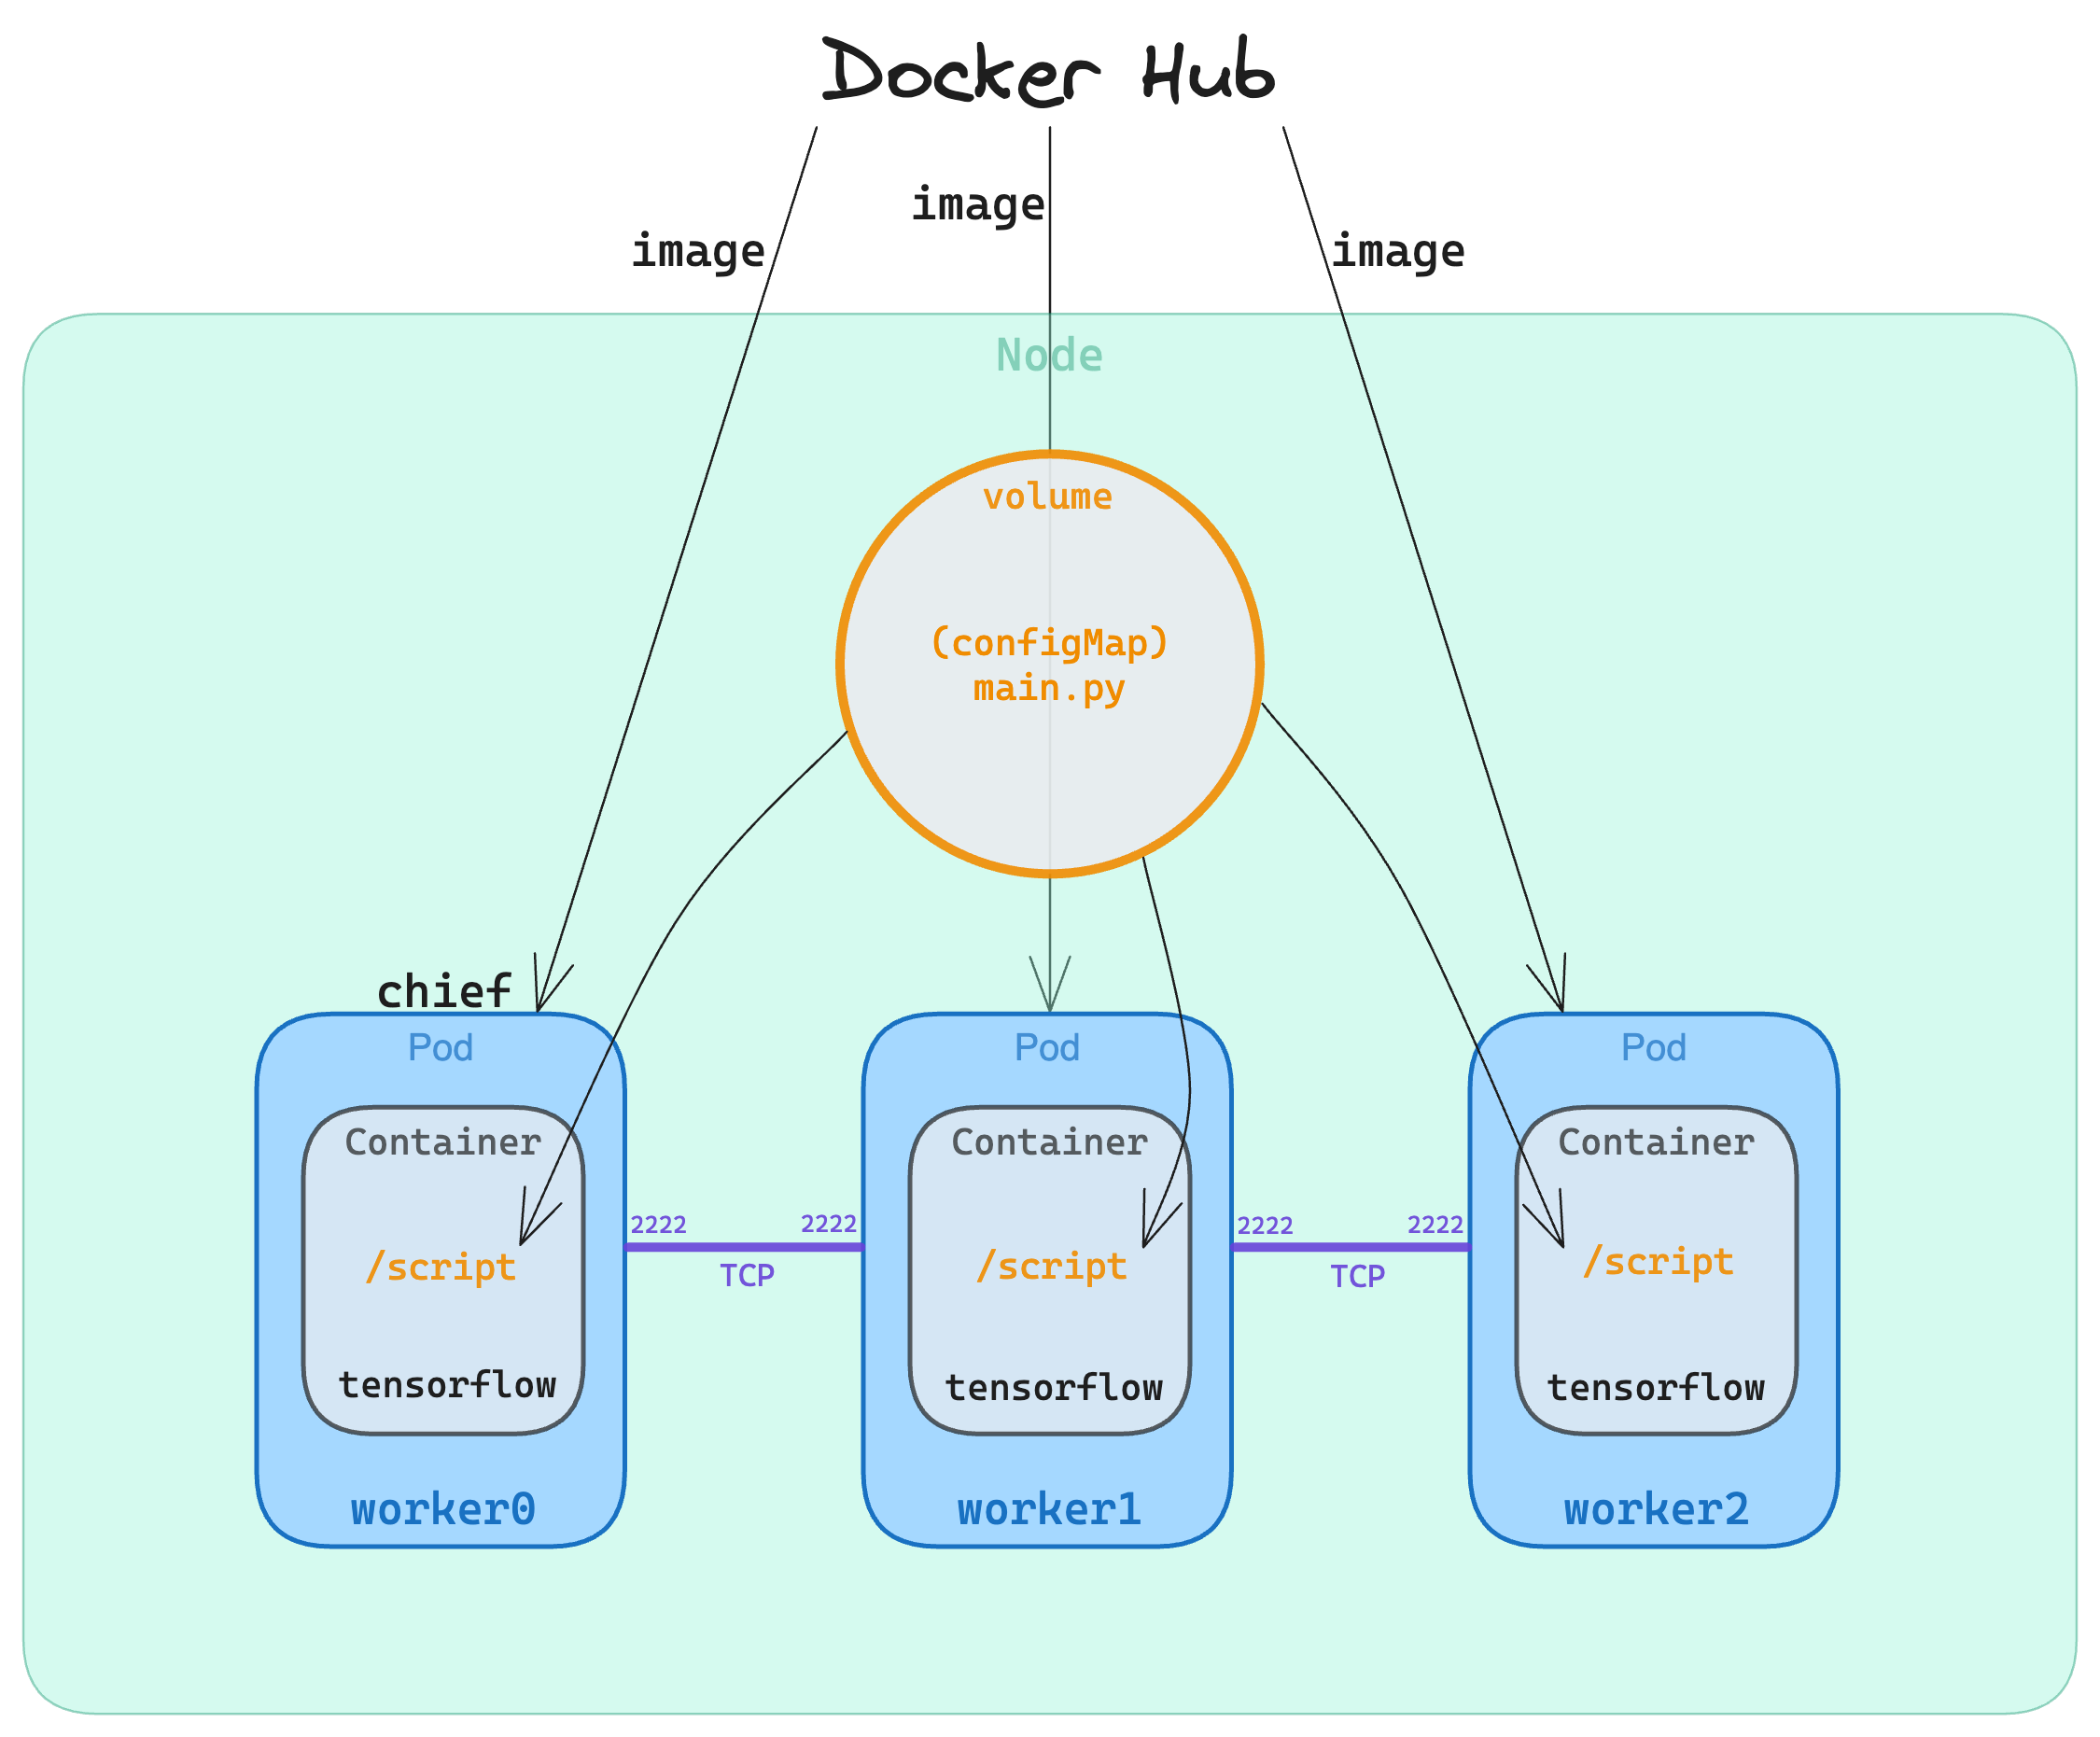 Docker Hub
image
image
image
Node
volume
(configMap)
main.py
chief
Pod
Pod
Pod
Container
Container
Container
2222
2222
2222
2222
/script
TCP
/script
TCP
/script
tensorflow
tensorflow
tensorflow
worker0
worker1
worker2